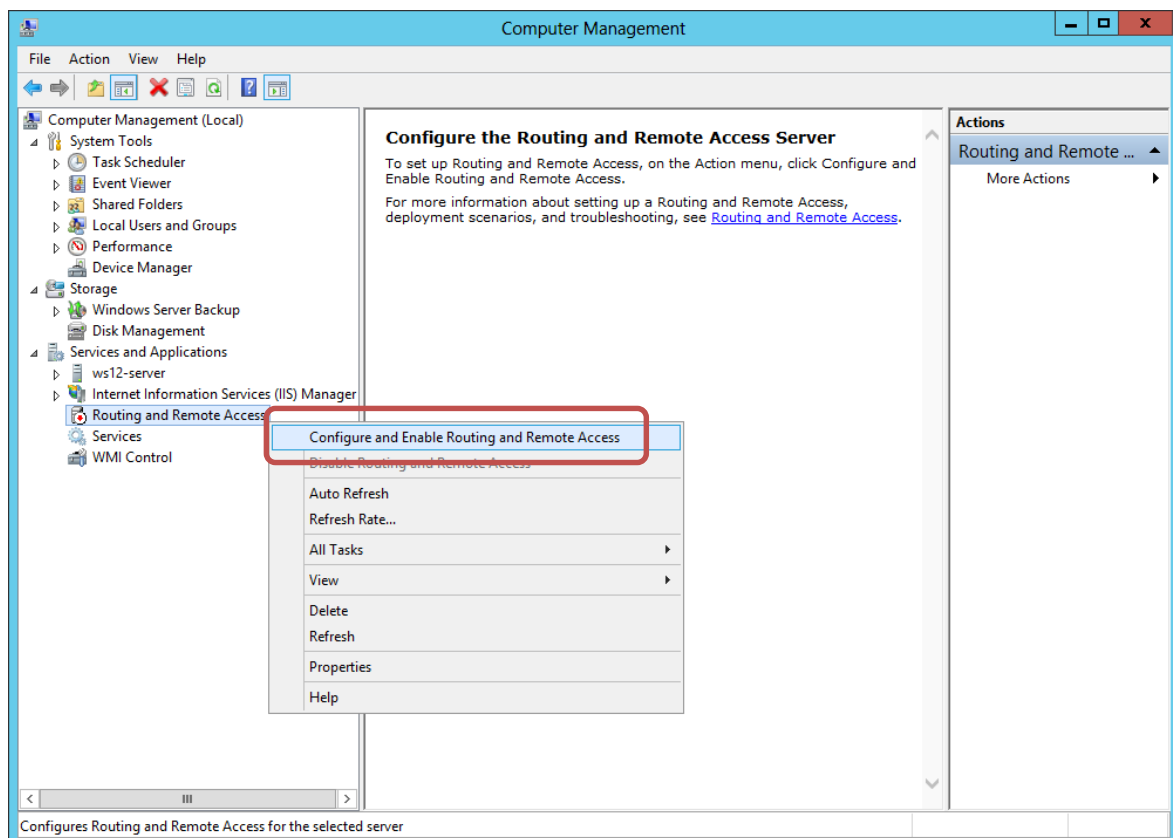 Computer Management
File Action View Help
Computer Management (Local)
System Tools
Task Scheduler
Event Viewer
Shared Folders
Local Users and Groups
Performance
Device Manager
Storage
Windows Server Backup
Disk Management
Services and Applications
ws12-server
Internet Information Services (IIS) Manager
Routing and Remote Access
Services
WMI Control
Configure the Routing and Remote Access Server
To set up Routing and Remote Access, on the Action menu, click Configure and
Enable Routing and Remote Access.
For more information about setting up a Routing and Remote Access,
deployment scenarios, and troubleshooting, see Routing and Remote Access.
Configure and Enable Routing and Remote Access
Disable Routing and Remote Access
Auto Refresh
Refresh Rate...
All Tasks
View
Delete
Refresh
Properties
Help
Actions
Routing and Remote ...
More Actions
Configures Routing and Remote Access for the selected server